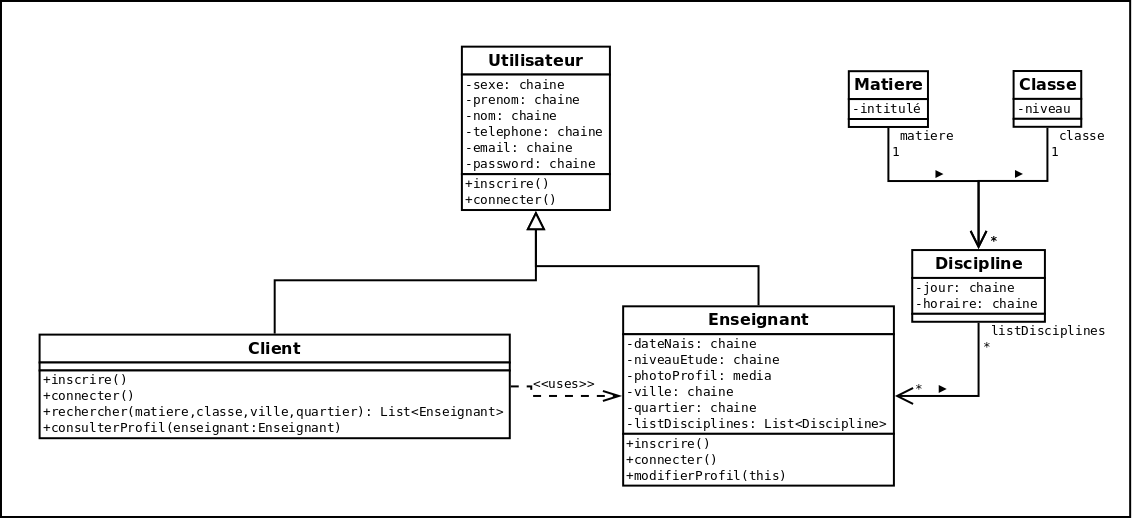 Utilisateur
-sexe: chaine
-prenom: chaine
-nom: chaine
-telephone: chaine
-email: chaine
-password: chaine
+inscrire()
+connecter()
Matiere
-intitulé
Classe
-niveau
matiere
1
classe
1
*
Discipline
-jour: chaine
-horaire: chaine
listDisciplines
*
*
Client
+inscrire()
+connecter()
+rechercher(matiere,classe,ville,quartier): List<Enseignant>
+consulterProfil(enseignant:Enseignant)
<<uses>>
Enseignant
-dateNais: chaine
-niveauEtude: chaine
-photoProfil: media
-ville: chaine
-quartier: chaine
-listDisciplines: List<Discipline>
+inscrire()
+connecter()
+modifierProfil(this)